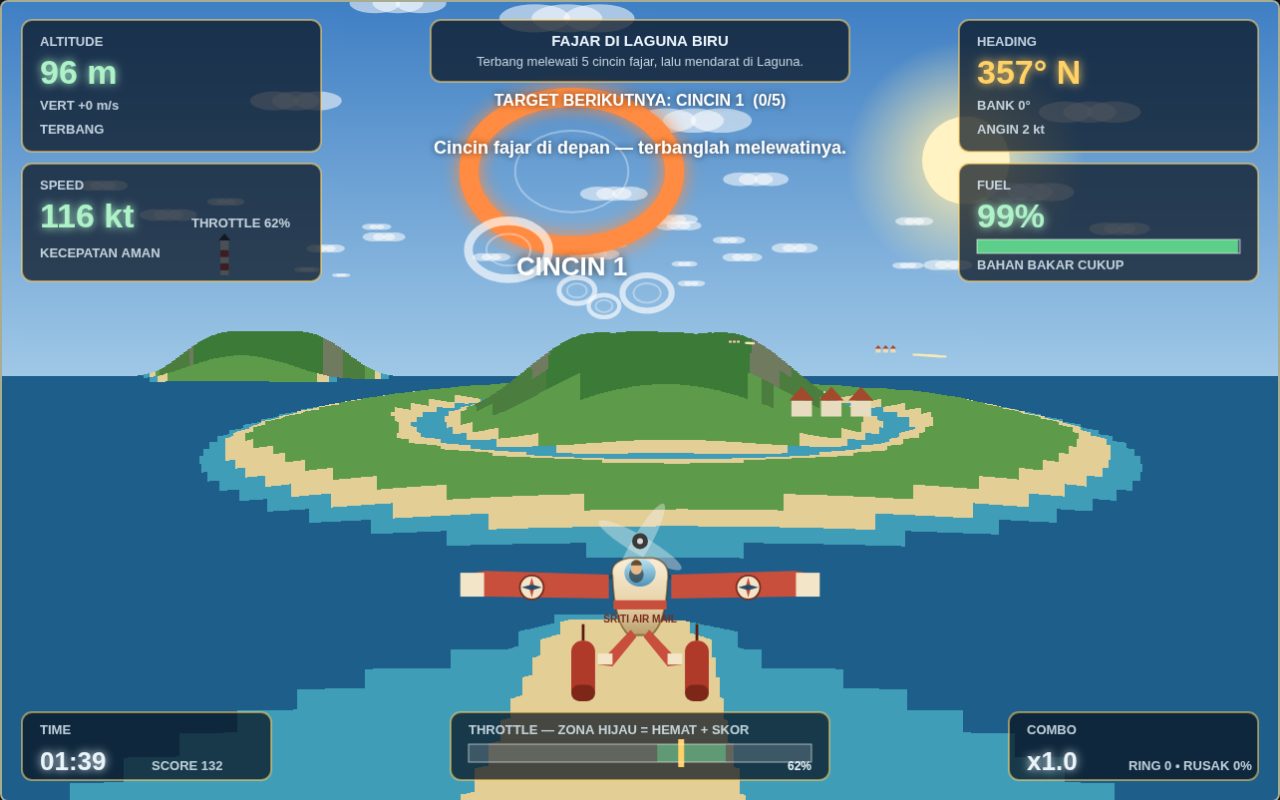 ALTITUDE
96 m
VERT +0 m/s
TERBANG
FAJAR DI LAGUNA BIRU
Terbang melewati 5 cincin fajar, lalu mendarat di Laguna.
HEADING
357° N
BANK 0°
ANGIN 2 kt
TARGET BERIKUTNYA: CINCIN 1 (0/5)
Cincin fajar di depan — terbanglah melewatinya.
SPEED
116 kt THROTTLE 62%
KECEPATAN AMAN
FUEL
99%
BAHAN BAKAR CUKUP
CINCIN 1
SRITI AIR MAIL
TIME
01:39 SCORE 132
THROTTLE — ZONA HIJAU = HEMAT + SKOR
62%
COMBO
x1.0 RING 0 • RUSAK 0%